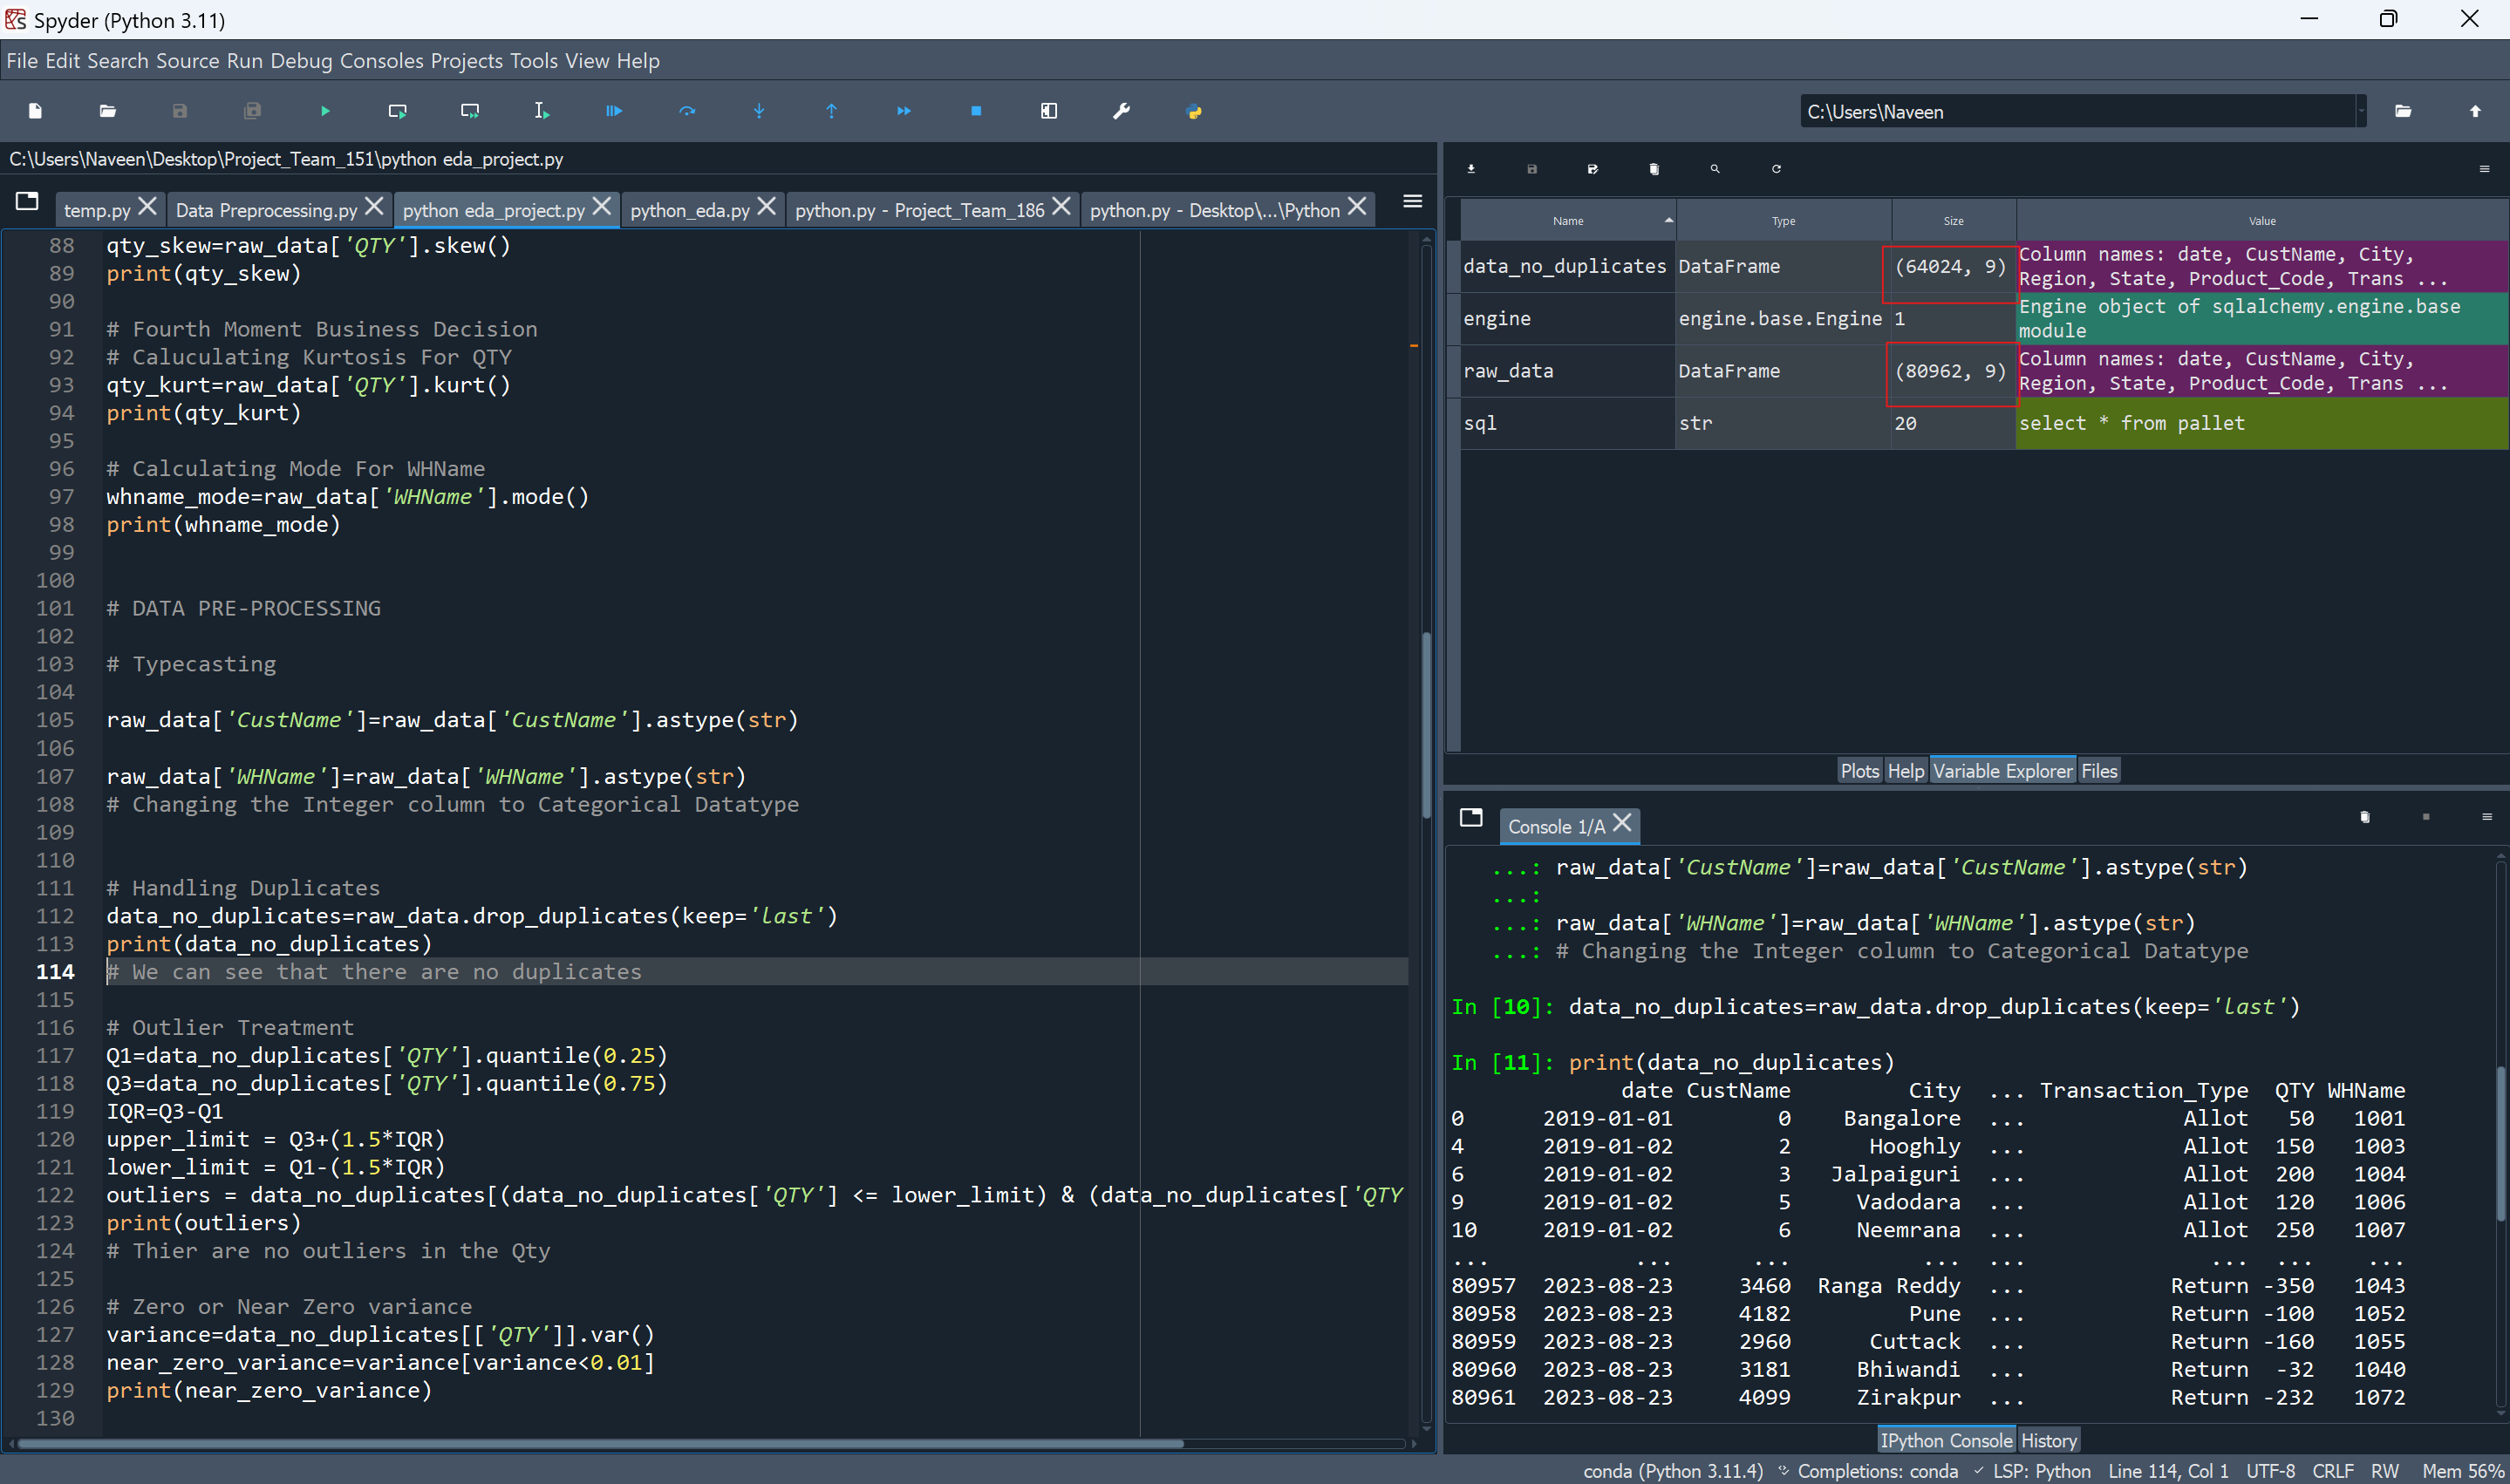 Spyder (Python 3.11)
File Edit Search Source Run Debug Consoles Projects Tools View Help
C:\Users\Naveen
C:\Users\Naveen\Desktop\Project_Team_151\python eda_project.py
temp.py
Data Preprocessing.py
python eda_project.py
python_eda.py
python.py - Project_Team_186
python.py - Desktop\...\Python
88 qty_skew=raw_data['QTY'].skew()
89 print(qty_skew)
90
91 # Fourth Moment Business Decision
92 # Caluculating Kurtosis For QTY
93 qty_kurt=raw_data['QTY'].kurt()
94 print(qty_kurt)
95
96 # Calculating Mode For WHName
97 whname_mode=raw_data['WHName'].mode()
98 print(whname_mode)
99
100
101 # DATA PRE-PROCESSING
102
103 # Typecasting
104
105 raw_data['CustName']=raw_data['CustName'].astype(str)
106
107 raw_data['WHName']=raw_data['WHName'].astype(str)
108 # Changing the Integer column to Categorical Datatype
109
110
111 # Handling Duplicates
112 data_no_duplicates=raw_data.drop_duplicates(keep='last')
113 print(data_no_duplicates)
114 # We can see that there are no duplicates
115
116 # Outlier Treatment
117 Q1=data_no_duplicates['QTY'].quantile(0.25)
118 Q3=data_no_duplicates['QTY'].quantile(0.75)
119 IQR=Q3-Q1
120 upper_limit = Q3+(1.5*IQR)
121 lower_limit = Q1-(1.5*IQR)
122 outliers = data_no_duplicates[(data_no_duplicates['QTY'] <= lower_limit) & (data_no_duplicates['QTY
123 print(outliers)
124 # Thier are no outliers in the Qty
125
126 # Zero or Near Zero variance
127 variance=data_no_duplicates[['QTY']].var()
128 near_zero_variance=variance[variance<0.01]
129 print(near_zero_variance)
130
Name Type Size Value
data_no_duplicates DataFrame (64024, 9) Column names: date, CustName, City,
Region, State, Product_Code, Trans ...
engine engine.base.Engine 1 Engine object of sqlalchemy.engine.base
module
raw_data DataFrame (80962, 9) Column names: date, CustName, City,
Region, State, Product_Code, Trans ...
sql str 20 select * from pallet
Plots Help Variable Explorer Files
Console 1/A
...: raw_data['CustName']=raw_data['CustName'].astype(str)
...:
...: raw_data['WHName']=raw_data['WHName'].astype(str)
...: # Changing the Integer column to Categorical Datatype
In [10]: data_no_duplicates=raw_data.drop_duplicates(keep='last')
In [11]: print(data_no_duplicates)
date CustName City ... Transaction_Type QTY WHName
0 2019-01-01 0 Bangalore ... Allot 50 1001
4 2019-01-02 2 Hooghly ... Allot 150 1003
6 2019-01-02 3 Jalpaiguri ... Allot 200 1004
9 2019-01-02 5 Vadodara ... Allot 120 1006
10 2019-01-02 6 Neemrana ... Allot 250 1007
... ... ... ... ... ... ... ...
80957 2023-08-23 3460 Ranga Reddy ... Return -350 1043
80958 2023-08-23 4182 Pune ... Return -100 1052
80959 2023-08-23 2960 Cuttack ... Return -160 1055
80960 2023-08-23 3181 Bhiwandi ... Return -32 1040
80961 2023-08-23 4099 Zirakpur ... Return -232 1072
IPython Console History
conda (Python 3.11.4) Completions: conda LSP: Python Line 114, Col 1 UTF-8 CRLF RW Mem 56%